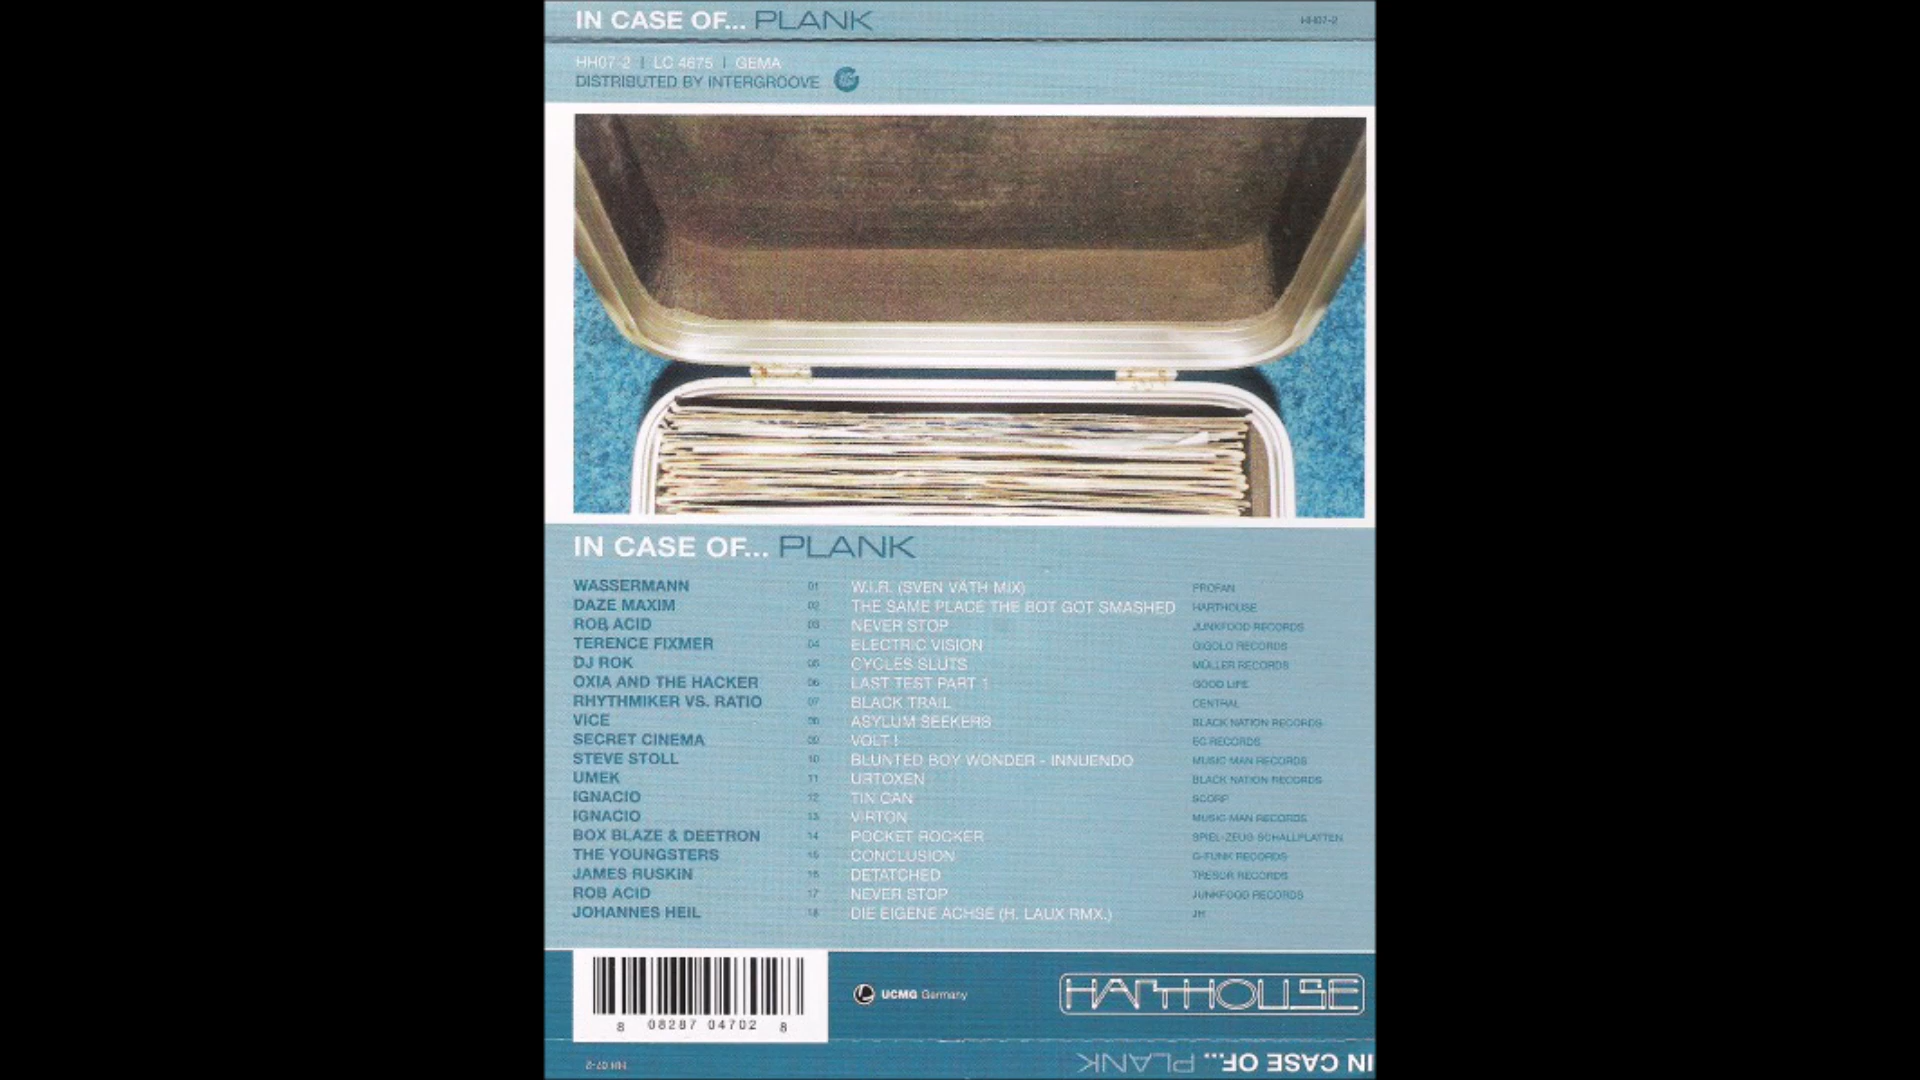 IN CASE OF... PLANK HH07-2
HH07-2 | LC 4675 | GEMA
DISTRIBUTED BY INTERGROOVE
IN CASE OF... PLANK
WASSERMANN 01 W.I.R. (SVEN VÄTH MIX) PROFAN
DAZE MAXIM 02 THE SAME PLACE THE BOT GOT SMASHED HARTHOUSE
ROB ACID 03 NEVER STOP JUNKFOOD RECORDS
TERENCE FIXMER 04 ELECTRIC VISION GIGOLO RECORDS
DJ ROK 05 CYCLES SLUTS MÜLLER RECORDS
OXIA AND THE HACKER 06 LAST TEST PART 1 GOOD LIFE
RHYTHMIKER VS. RATIO 07 BLACK TRAIL CENTRAL
VICE 08 ASYLUM SEEKERS BLACK NATION RECORDS
SECRET CINEMA 09 VOLT ! EC RECORDS
STEVE STOLL 10 BLUNTED BOY WONDER - INNUENDO MUSIC MAN RECORDS
UMEK 11 URTOXEN BLACK NATION RECORDS
IGNACIO 12 TIN CAN SCORP
IGNACIO 13 VIRTON MUSIC MAN RECORDS
BOX BLAZE & DEETRON 14 POCKET ROCKER SPIEL-ZEUG SCHALLPLATTEN
THE YOUNGSTERS 15 CONCLUSION G-FUNK RECORDS
JAMES RUSKIN 16 DETATCHED TRESOR RECORDS
ROB ACID 17 NEVER STOP JUNKFOOD RECORDS
JOHANNES HEIL 18 DIE EIGENE ACHSE (H. LAUX RMX.) JH
8 08287 04702 8
UCMG Germany
HARTHOUSE
IN CASE OF... PLANK HH07-2